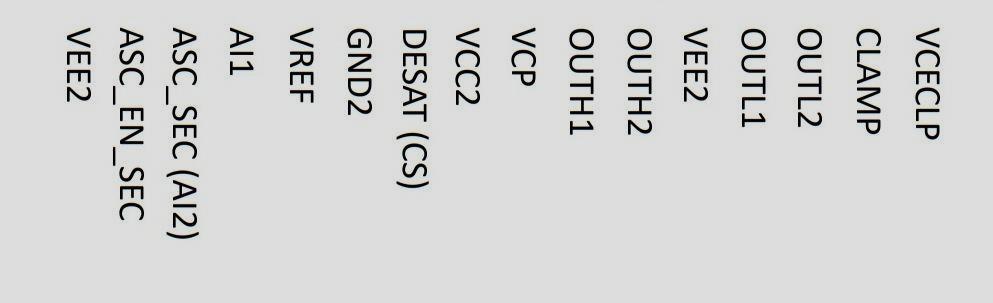 VCECLP
CLAMP
OUTL2
OUTL1
VEE2
OUTH2
OUTH1
VCP
VCC2
DESAT (CS)
GND2
VREF
AI1
ASC_SEC (AI2)
ASC_EN_SEC
VEE2